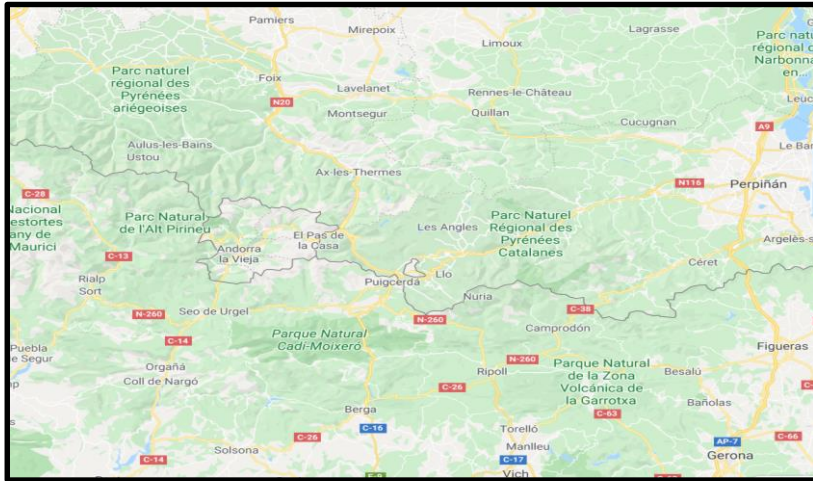 Pamiers
Mirepoix
Lagrasse
Limoux
Parc natu
régional d
Narbonna
en...
Parc naturel
régional des
Pyrénées
ariégeoises
Foix
Lavelanet
Rennes-le-Château
Leuc
N20
Montsegur
Quillan
Cucugnan
A9
Aulus-les-Bains
Ustou
Le Bar
Ax-les-Thermes
N116
Perpiñán
C-28
Nacional
estortes
any de
Maurici
Parc Natural
de l'Alt Pirineu
Andorra
la Vieja
El Pas de
la Casa
Les Angles
Parc Naturel
Régional des
Pyrénées
Catalanes
Argelès-s
C-13
Rialp
Sort
Llo
Céret
Puigcerdá
Núria
N-260
Seo de Urgel
N-260
C-38
Camprodón
Parque Natural
Cadí-Moixeró
C-14
Puebla
de Segur
Figueras
Organá
Coll de Nargó
N-260
Ripoll
Parque Natural
de la Zona
Volcánica de
la Garrotxa
Besalú
C-26
Bañolas
Berga
C-63
C-16
Torelló
C-26
Solsona
Manlleu
AP-7
C-66
C-14
C-17
Vich
Gerona